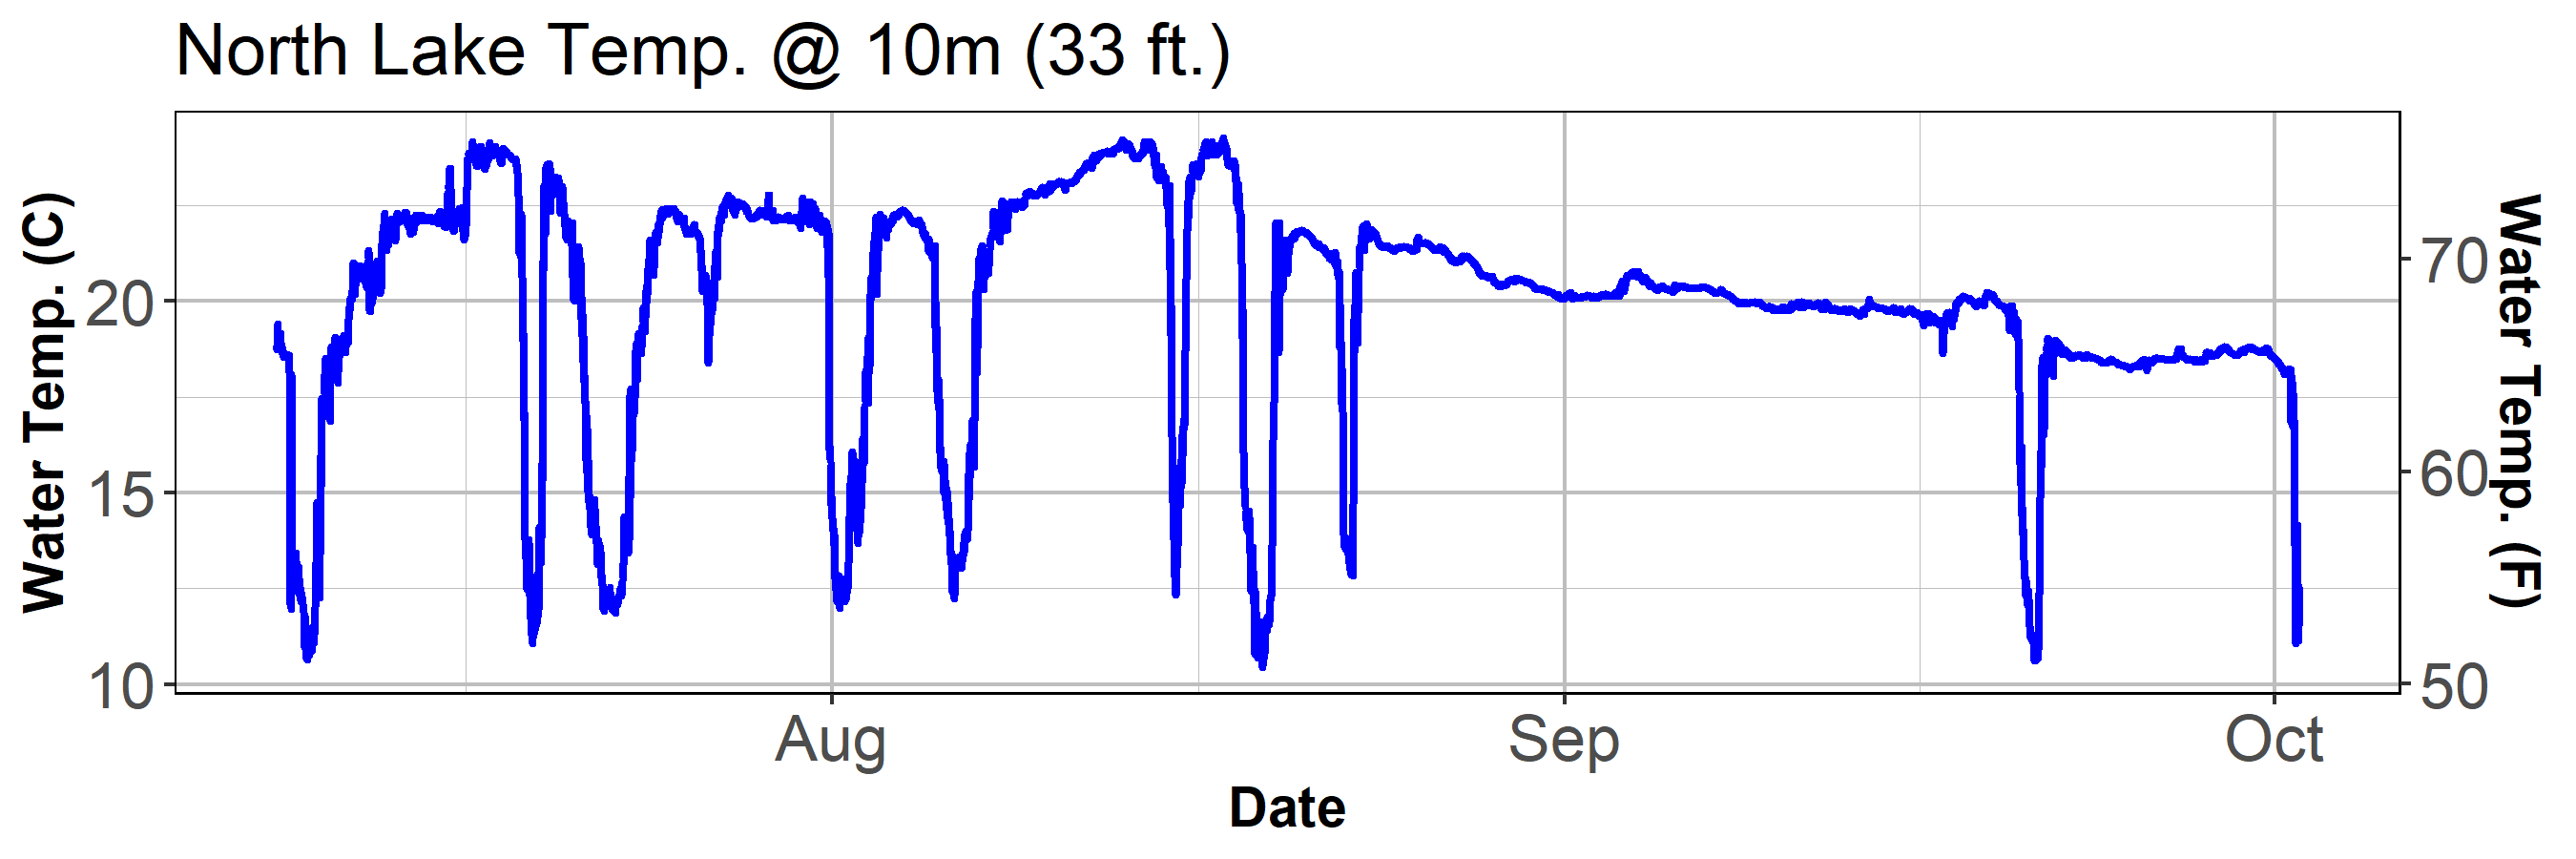 North Lake Temp. @ 10m (33 ft.)
Water Temp. (C)
20
15
10
70
60
50
Water Temp. (F)
Aug
Sep
Oct
Date